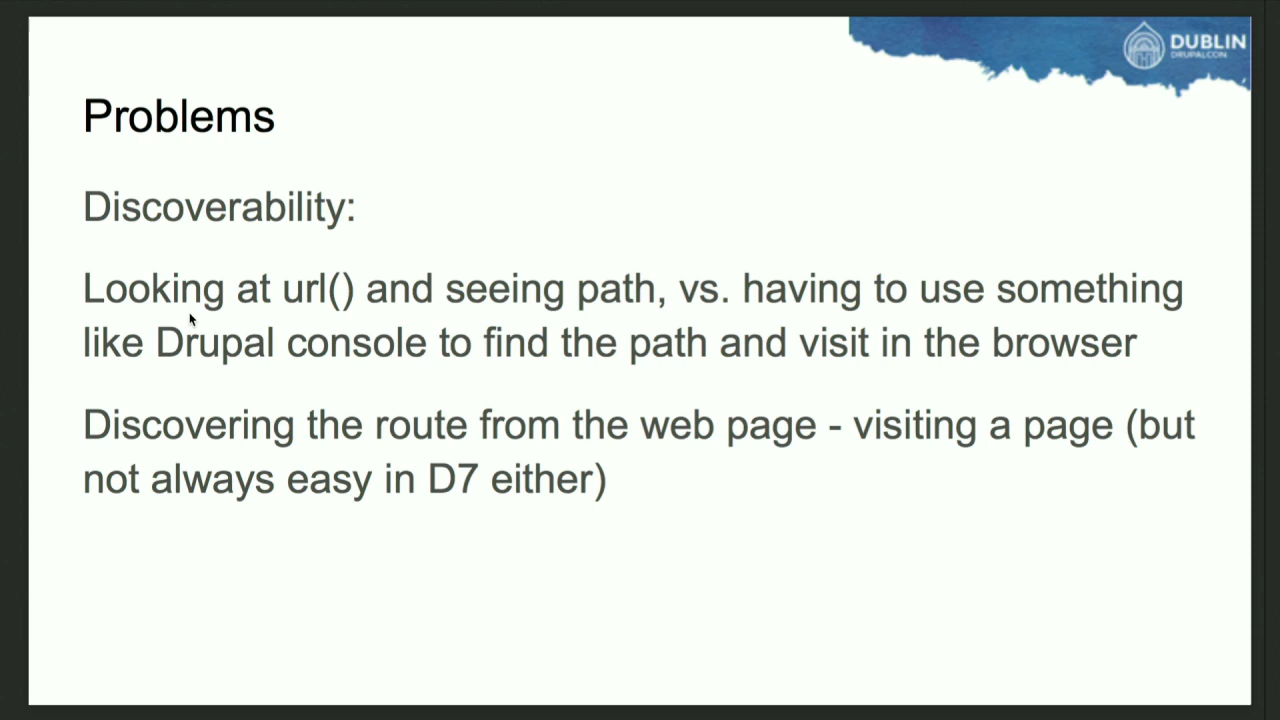 DUBLIN
DRUPALCON
Problems
Discoverability:
Looking at url() and seeing path, vs. having to use something
like Drupal console to find the path and visit in the browser
Discovering the route from the web page - visiting a page (but
not always easy in D7 either)